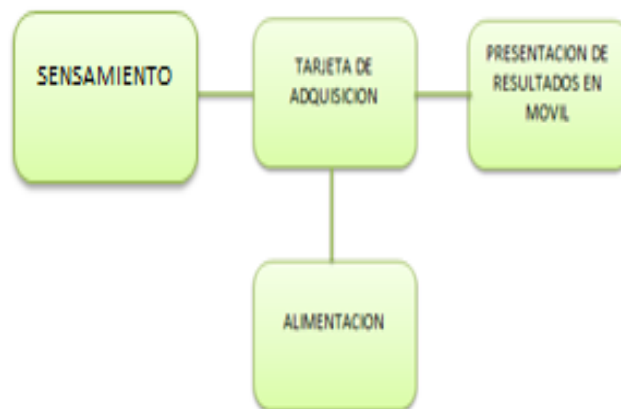 SENSAMIENTO
TARJETA DE
ADQUISICION
PRESENTACION DE
RESULTADOS EN
MOVIL
ALIMENTACION